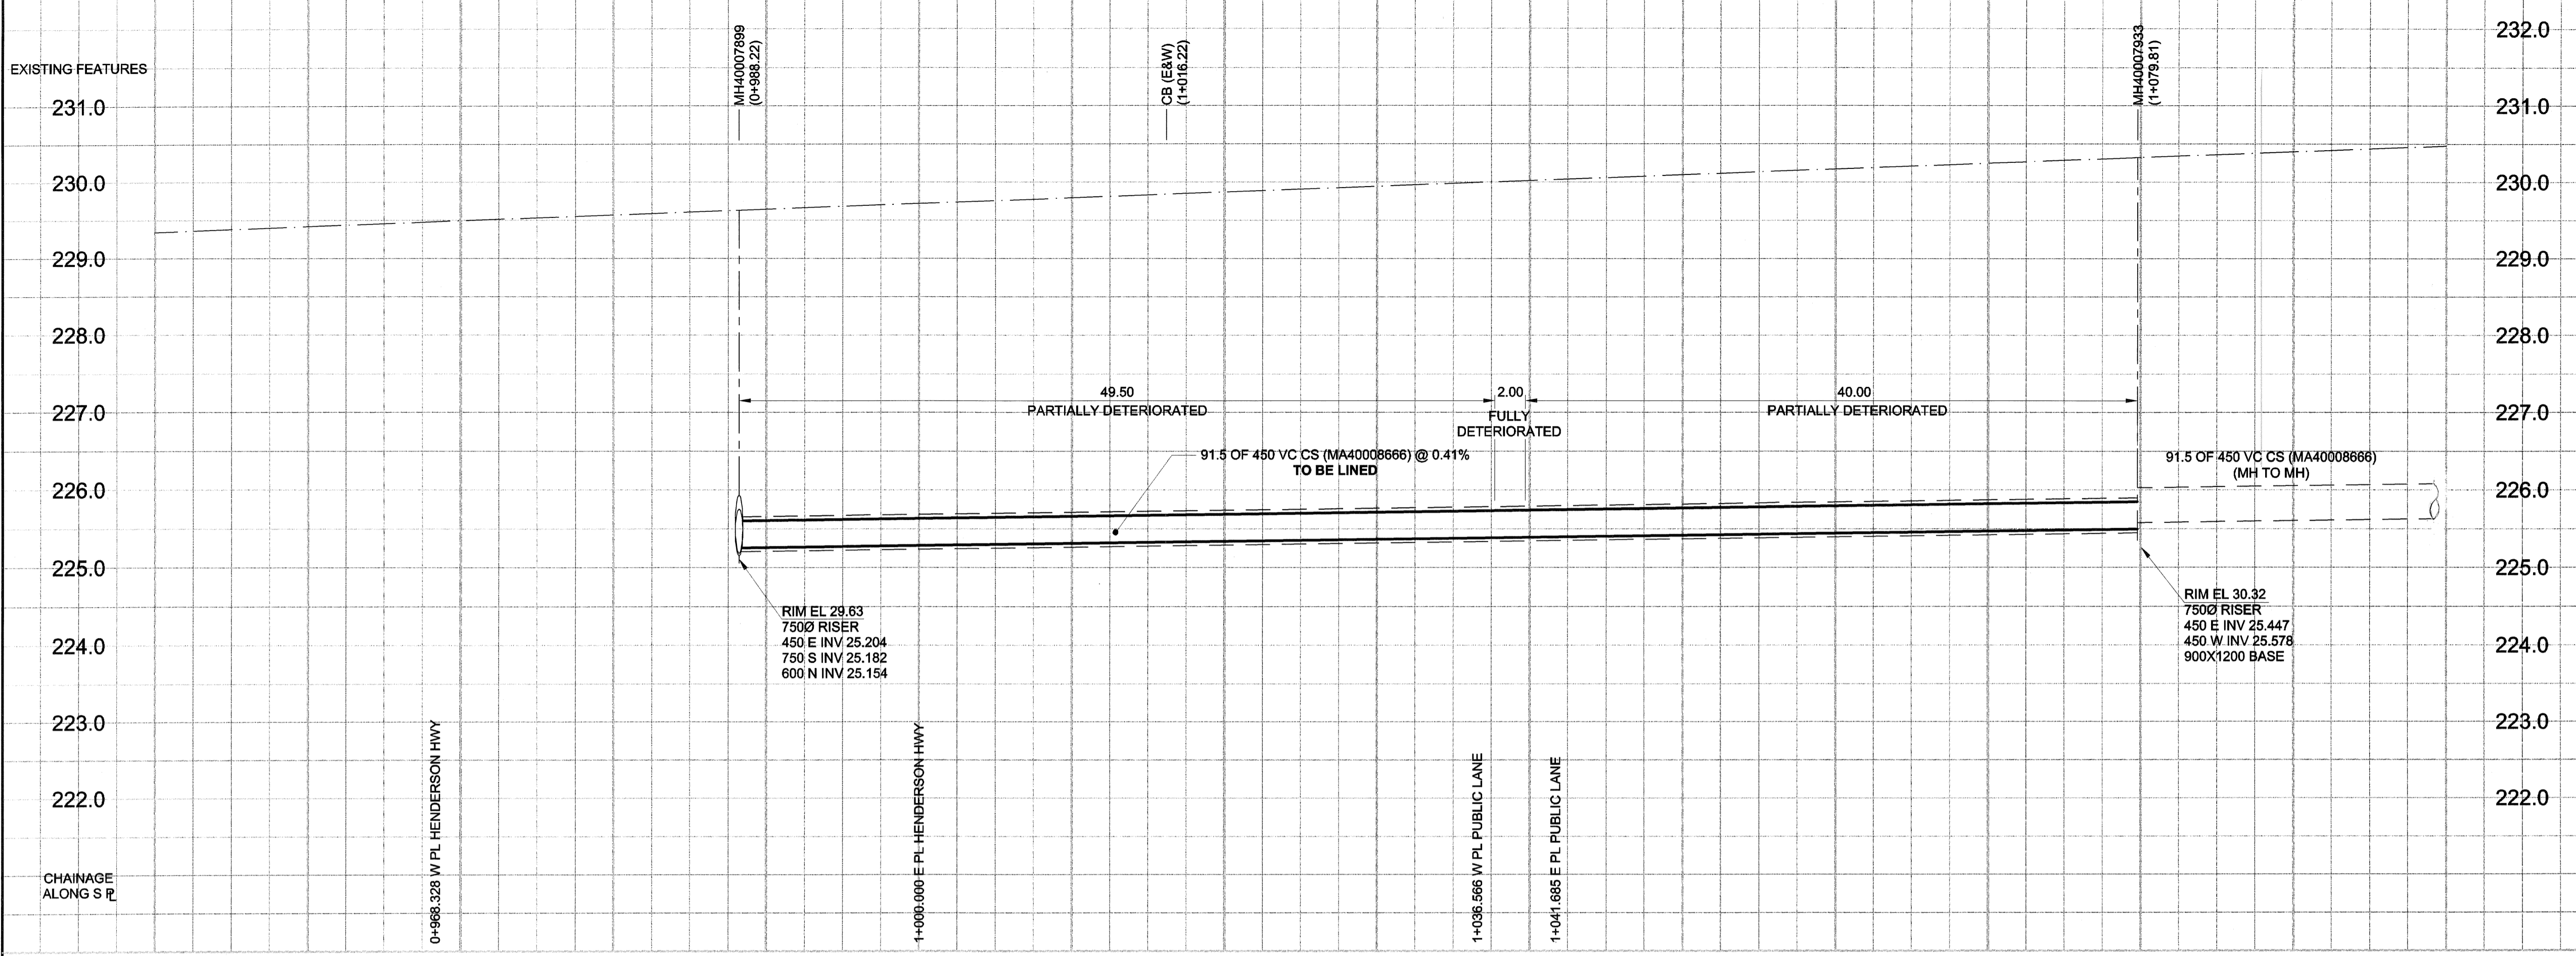 MH40007899
(0+988.22)
CB (E&W)
(1+016.22)
MH40007933
(1+079.81)
232.0
EXISTING FEATURES
231.0
231.0
230.0
230.0
229.0
229.0
228.0
228.0
49.50
2.00
40.00
227.0
PARTIALLY DETERIORATED
FULLY
DETERIORATED
PARTIALLY DETERIORATED
227.0
91.5 OF 450 VC CS (MA40008666) @ 0.41%
TO BE LINED
91.5 OF 450 VC CS (MA40008666)
(MH TO MH)
226.0
226.0
225.0
225.0
RIM EL 29.63
750Ø RISER
450 E INV 25.204
750 S INV 25.182
600 N INV 25.154
RIM EL 30.32
750Ø RISER
450 E INV 25.447
450 W INV 25.578
900X1200 BASE
224.0
224.0
223.0
223.0
222.0
222.0
0+968.328 W PL HENDERSON HWY
1+000.000 E PL HENDERSON HWY
1+036.566 W PL PUBLIC LANE
1+041.685 E PL PUBLIC LANE
CHAINAGE
ALONG S PL